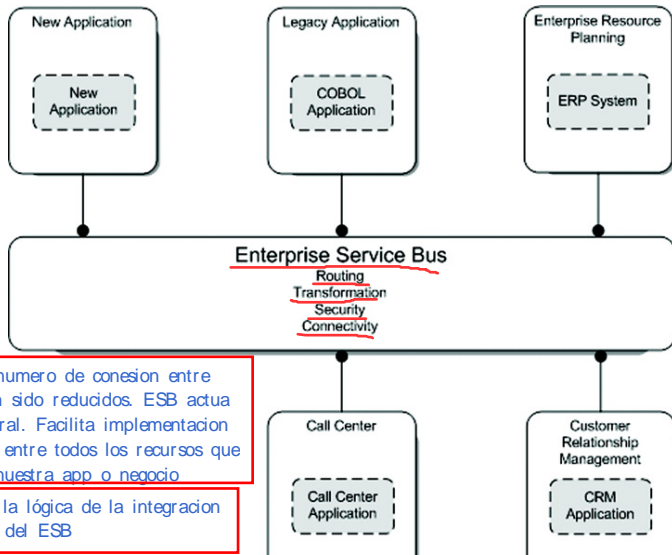 New Application
Legacy Application
Enterprise Resource
Planning
New
Application
COBOL
Application
ERP System
Enterprise Service Bus
Routing
Transformation
Security
Connectivity
numero de conesion entre
sido reducidos. ESB actua
ral. Facilita implementacion
entre todos los recursos que
nuestra app o negocio
la lógica de la integracion
del ESB
Call Center
Customer
Relationship
Management
Call Center
Application
CRM
Application